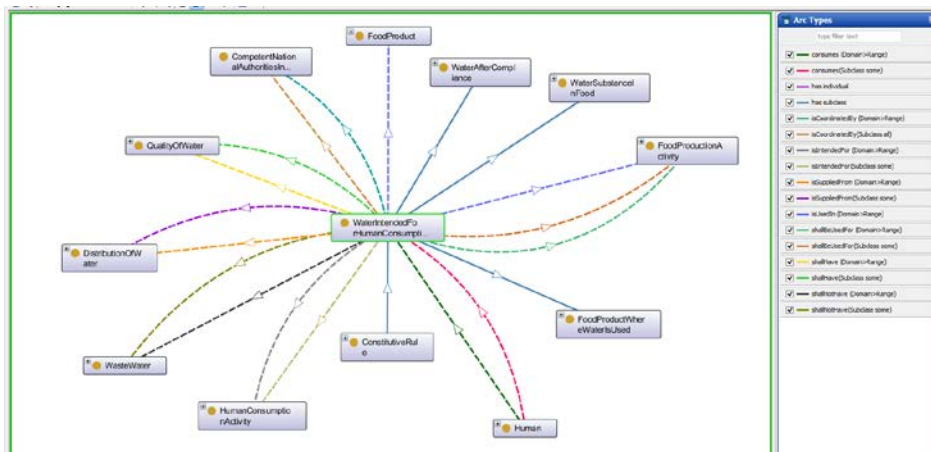 FoodProduct
CompetentNation
alAuthoritiesIn...
WaterAfterCompl
iance
WaterSubstanceI
nFood
QualityOfWater
FoodProductionA
ctivity
WaterIntendedFo
rHumanConsumpti...
DistributionOfW
ater
FoodProductWher
eWaterIsUsed
ConstitutiveRul
e
WasteWater
HumanConsumptio
nActivity
Human
Arc Types
type filter text
consumes (Domain>Range)
consumes(Subclass some)
has individual
has subclass
isCoordinatedBy (Domain>Range)
isCoordinatedBy(Subclass all)
isIntendedFor (Domain>Range)
isIntendedFor(Subclass some)
isSuppliedFrom (Domain>Range)
isSuppliedFrom(Subclass some)
isUsedIn (Domain>Range)
shallBeUsedFor (Domain>Range)
shallBeUsedFor(Subclass some)
shallHave (Domain>Range)
shallHave(Subclass some)
shallNotHave (Domain>Range)
shallNotHave(Subclass some)